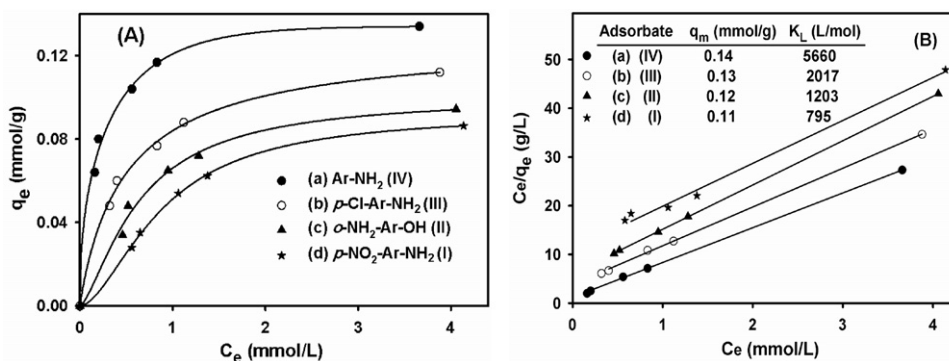 (A)
qe (mmol/g)
0.12
0.08
0.04
0.00
(a) Ar-NH2 (IV)
(b) p-Cl-Ar-NH2 (III)
(c) o-NH2-Ar-OH (II)
(d) p-NO2-Ar-NH2 (I)
0 1 2 3 4
Ce (mmol/L)
(B)
Ce/qe (g/L)
50
40
30
20
10
0
Adsorbate qm (mmol/g) KL (L/mol)
(a) (IV) 0.14 5660
(b) (III) 0.13 2017
(c) (II) 0.12 1203
(d) (I) 0.11 795
0 1 2 3 4
Ce (mmol/L)